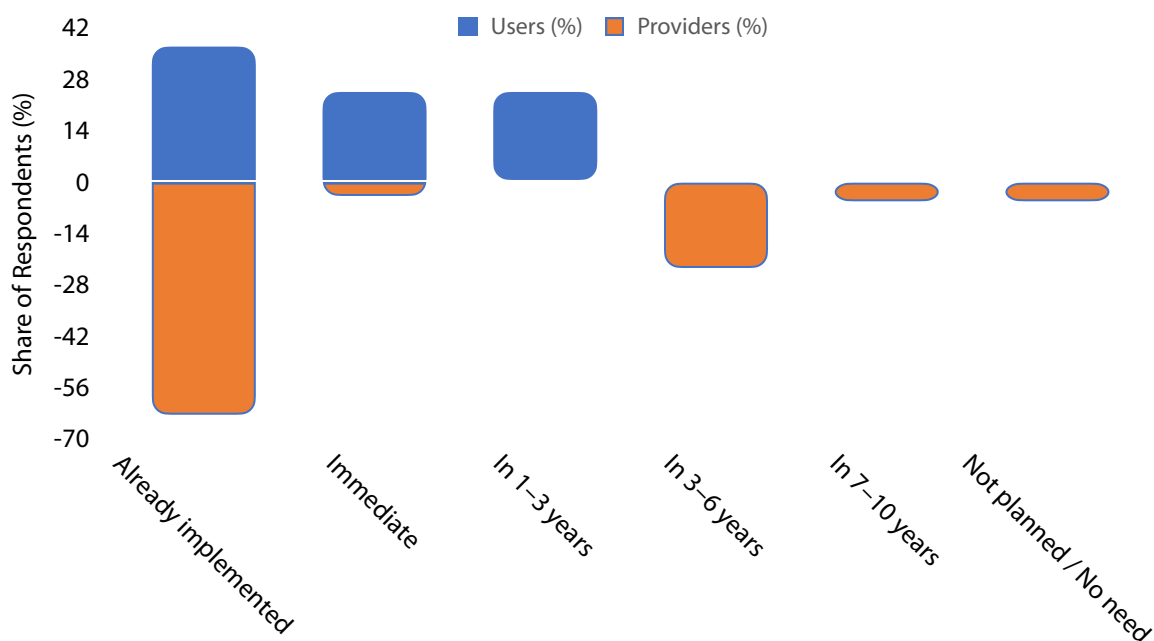 Users (%)
Providers (%)
Share of Respondents (%)
42
28
14
0
-14
-28
-42
-56
-70
Already implemented
Immediate
In 1–3 years
In 3–6 years
In 7–10 years
Not planned / No need